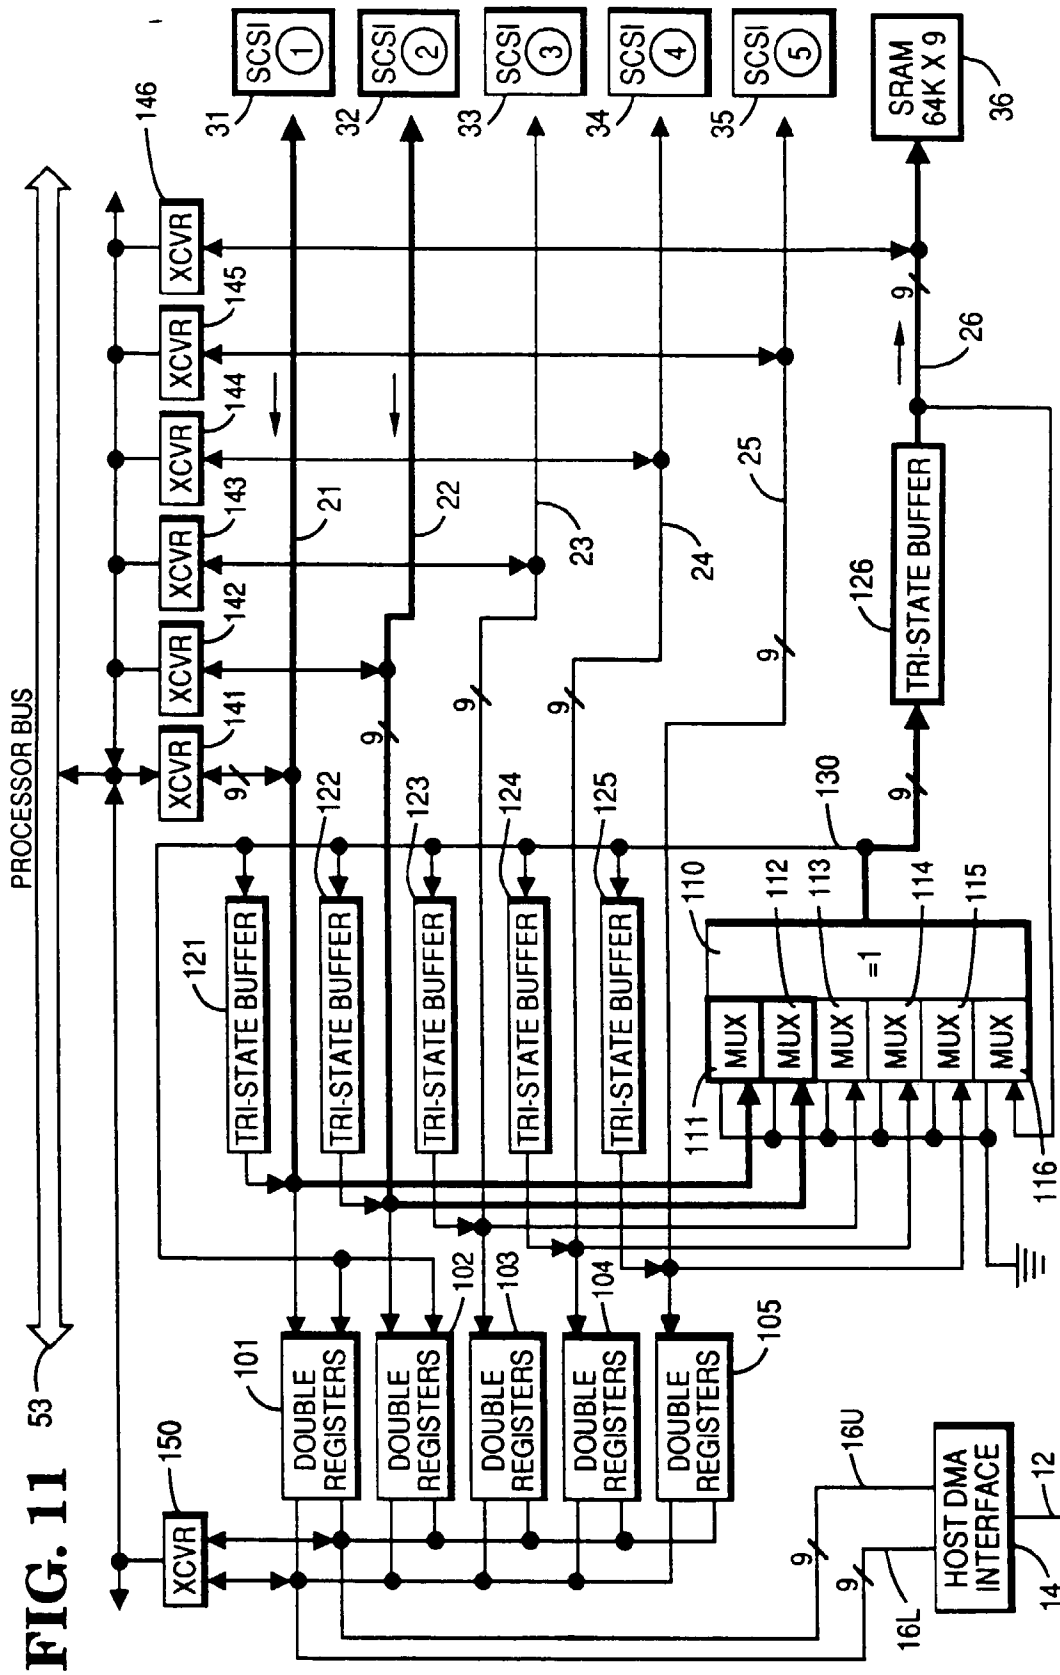 FIG. 11
PROCESSOR BUS
53
150
XCVR
XCVR
141
XCVR
142
XCVR
143
XCVR
144
XCVR
145
XCVR
146
9
101
DOUBLE
REGISTERS
DOUBLE
REGISTERS
102
DOUBLE
REGISTERS
103
DOUBLE
REGISTERS
104
DOUBLE
REGISTERS
105
121
TRI-STATE BUFFER
TRI-STATE BUFFER
122
TRI-STATE BUFFER
123
TRI-STATE BUFFER
124
TRI-STATE BUFFER
125
21
9
22
9
23
9
24
9
25
31
SCSI
1
32
SCSI
2
33
SCSI
3
34
SCSI
4
35
SCSI
5
111
MUX
MUX
MUX
MUX
MUX
MUX
116
=1
110
112
113
114
115
130
9
126
TRI-STATE BUFFER
26
9
SRAM
64K X 9
36
9
16U
9
16L
HOST DMA
INTERFACE
14
12